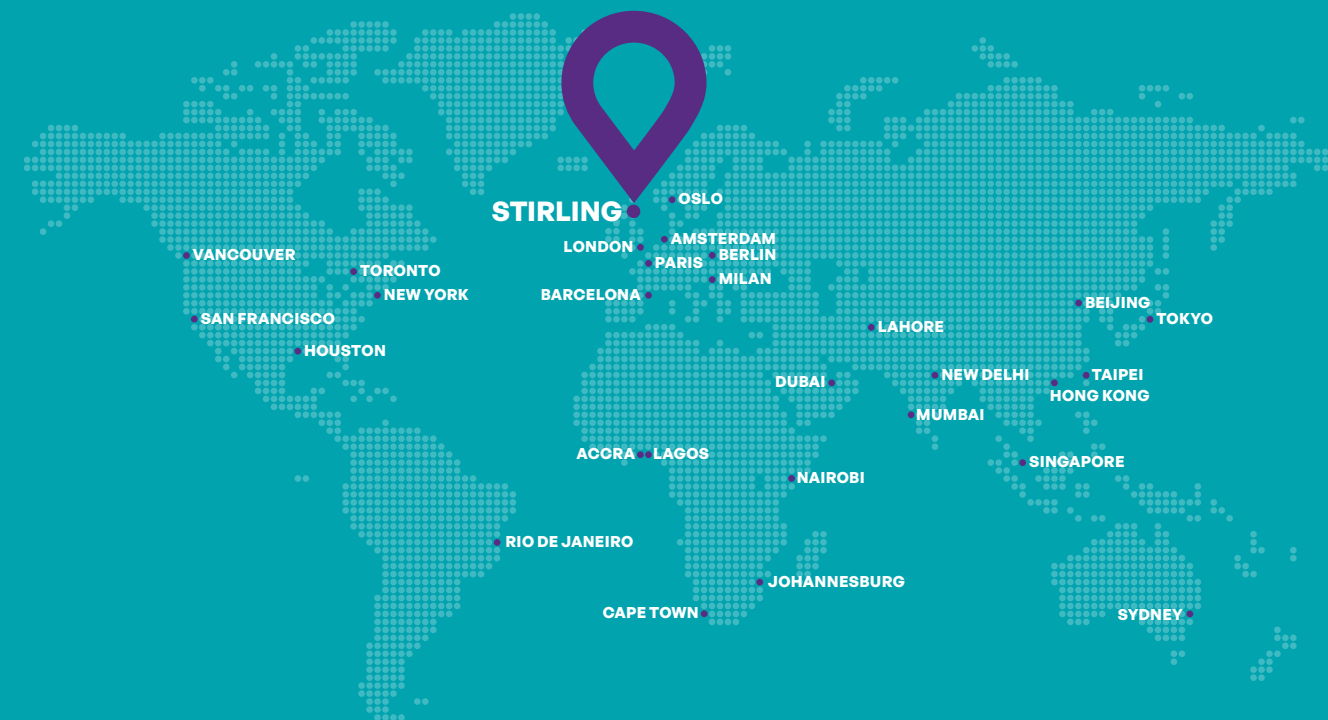 OSLO
STIRLING
AMSTERDAM
LONDON
VANCOUVER
BERLIN
PARIS
TORONTO
MILAN
NEW YORK
BARCELONA
BEIJING
SAN FRANCISCO
TOKYO
LAHORE
HOUSTON
NEW DELHI
TAIPEI
DUBAI
HONG KONG
MUMBAI
ACCRA
LAGOS
SINGAPORE
NAIROBI
RIO DE JANEIRO
JOHANNESBURG
CAPE TOWN
SYDNEY